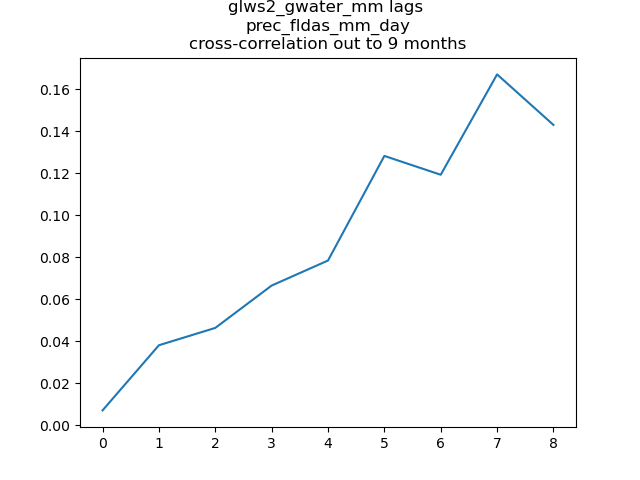 glws2_gwater_mm lags
prec_fldas_mm_day
cross-correlation out to 9 months
0.16
0.14
0.12
0.10
0.08
0.06
0.04
0.02
0.00
0 1 2 3 4 5 6 7 8